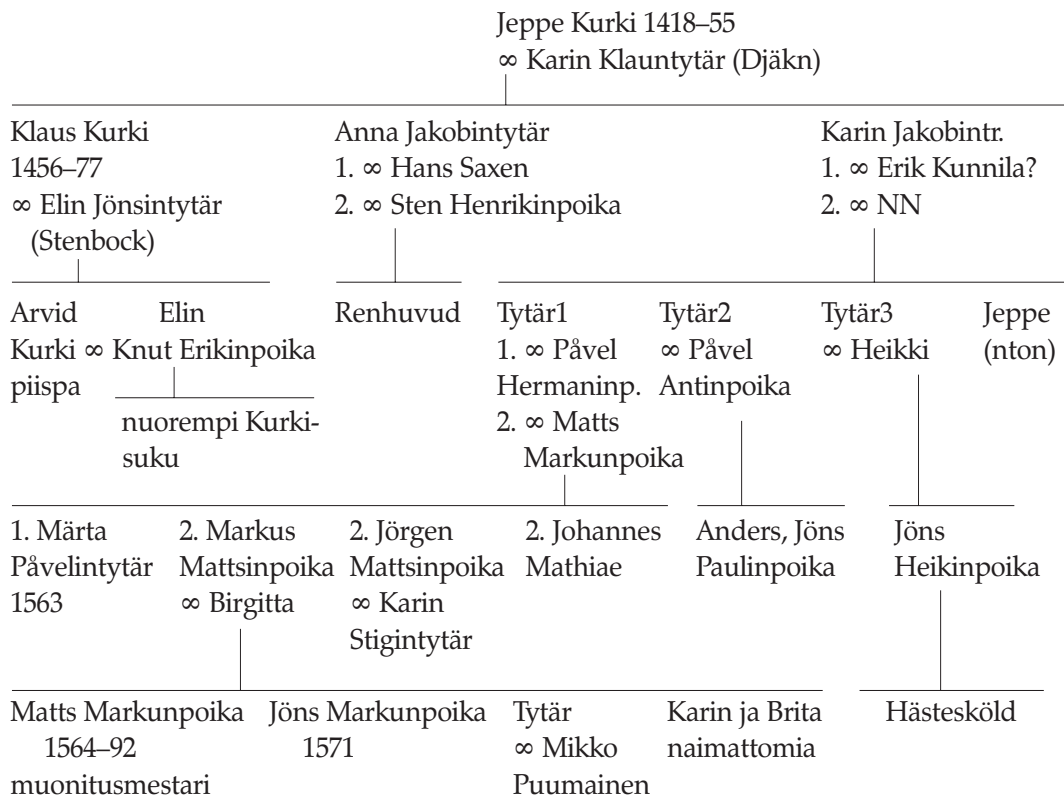 Jeppe Kurki 1418–55
∞ Karin Klauntytär (Djäkn)
Klaus Kurki
1456–77
∞ Elin Jönsintytär
(Stenbock)
Anna Jakobintytär
1. ∞ Hans Saxen
2. ∞ Sten Henrikinpoika
Karin Jakobintr.
1. ∞ Erik Kunnila?
2. ∞ NN
Arvid
Kurki
piispa
Elin
∞ Knut Erikinpoika
nuorempi Kurki-
suku
Renhuvud
Tytär1
1. ∞ Påvel
Hermaninp.
2. ∞ Matts
Markunpoika
Tytär2
∞ Påvel
Antinpoika
Tytär3
∞ Heikki
Jeppe
(nton)
1. Märta
Påvelintytär
1563
2. Markus
Mattsinpoika
∞ Birgitta
2. Jörgen
Mattsinpoika
∞ Karin
Stigintytär
2. Johannes
Mathiae
Anders, Jöns
Paulinpoika
Jöns
Heikinpoika
Matts Markunpoika
1564–92
muonitusmestari
Jöns Markunpoika
1571
Tytär
∞ Mikko
Puumainen
Karin ja Brita
naimattomia
Hästesköld